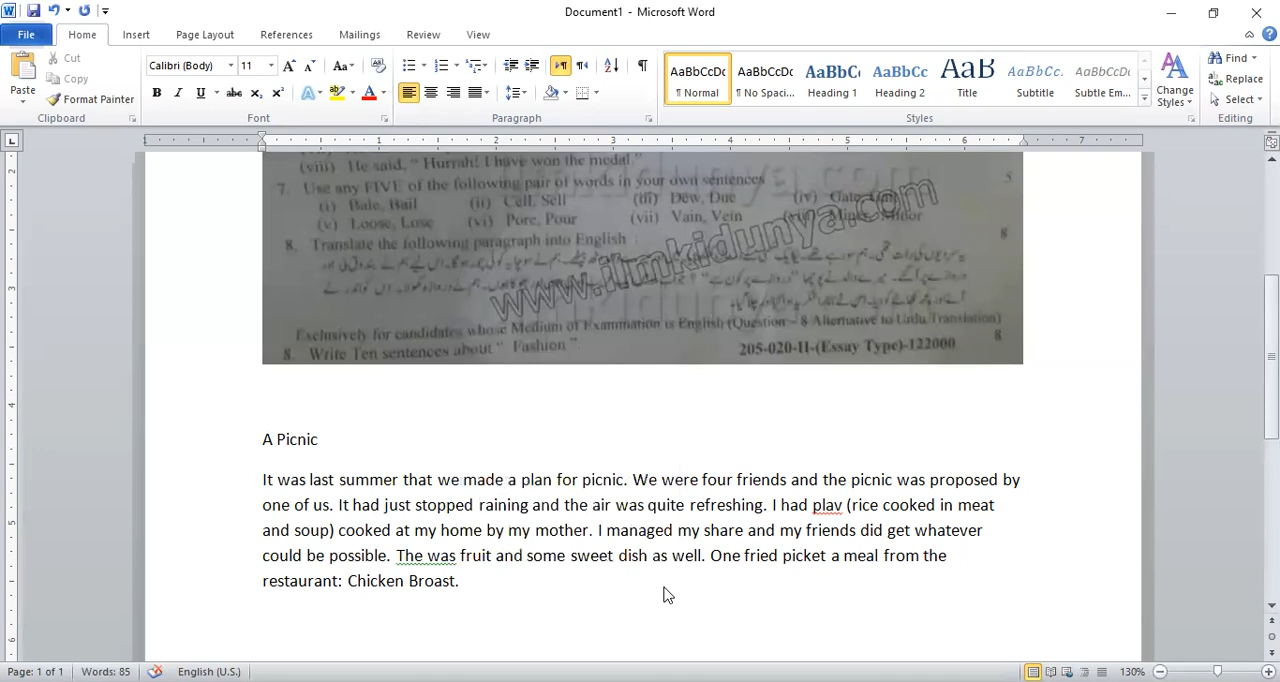 Document1 - Microsoft Word
File Home Insert Page Layout References Mailings Review View
Paste
Cut
Copy
Format Painter
Clipboard
Calibri (Body) 11
Font
Paragraph
AaBbCcDc AaBbCcDc AaBbC AaBbCc AaB AaBbCc. AaBbCcDc
¶ Normal ¶ No Spaci... Heading 1 Heading 2 Title Subtitle Subtle Em...
Change Styles
Styles
Find
Replace
Select
Editing
(viii) He said, " Hurrah! I have won the medal."
7. Use any FIVE of the following pair of words in your own sentences 5
(i) Bale, Bail (ii) Cell, Sell (iii) Dew, Due (iv)
(v) Loose, Lose (vi) Pore, Pour (vii) Vain, Vein
8. Translate the following paragraph into English 8
www.ilmkidunya.com
Exclusively for candidates whose Medium of Examination is English (Question - 8 Alternative to Urdu Translation)
8. Write Ten sentences about " Fashion ". 8
205-020-II-(Essay Type)-122000
A Picnic
It was last summer that we made a plan for picnic. We were four friends and the picnic was proposed by
one of us. It had just stopped raining and the air was quite refreshing. I had plav (rice cooked in meat
and soup) cooked at my home by my mother. I managed my share and my friends did get whatever
could be possible. The was fruit and some sweet dish as well. One fried picket a meal from the
restaurant: Chicken Broast.
Page: 1 of 1 Words: 85 English (U.S.) 130%